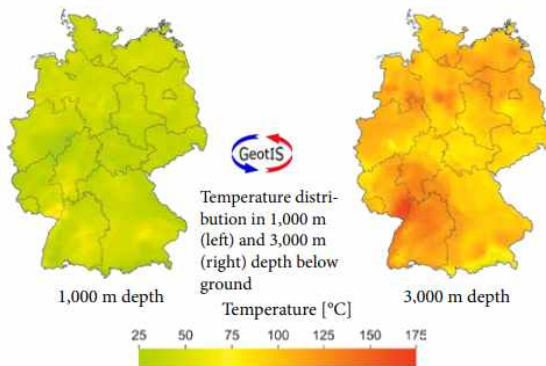 GeotIS
Temperature distri-
bution in 1,000 m
(left) and 3,000 m
(right) depth below
ground
1,000 m depth
3,000 m depth
Temperature [°C]
25 50 75 100 125 150 175